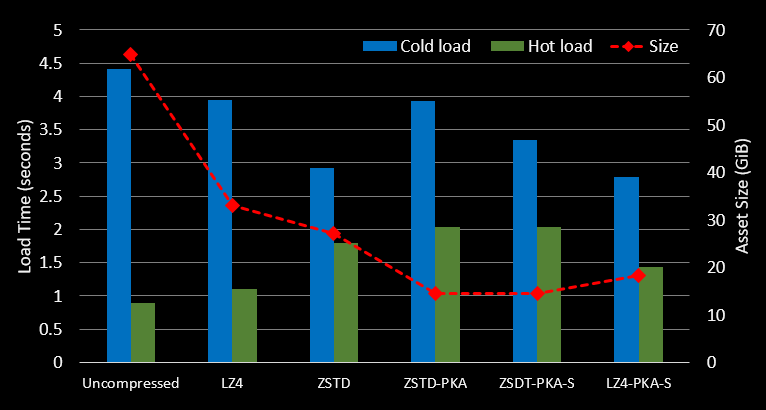 Cold load
Hot load
Size
Load Time (seconds)
5
4.5
4
3.5
3
2.5
2
1.5
1
0.5
0
70
60
50
40
30
20
10
0
Asset Size (GiB)
Uncompressed
LZ4
ZSTD
ZSTD-PKA
ZSDT-PKA-S
LZ4-PKA-S